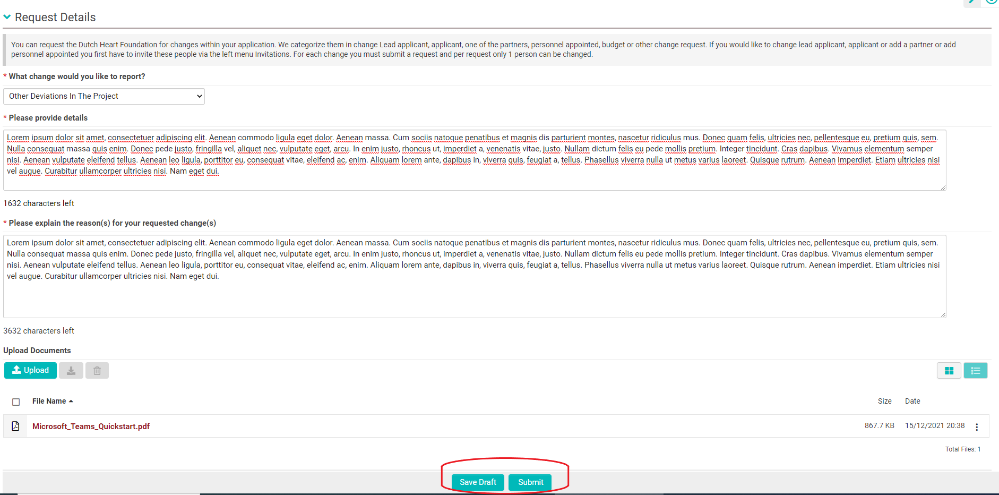 Request Details
You can request the Dutch Heart Foundation for changes within your application. We categorize them in change Lead applicant, applicant, one of the partners, personnel appointed, budget or other change request. If you would like to change lead applicant, applicant or add a partner or add
personnel appointed you first have to invite these people via the left menu Invitations. For each change you must submit a request and per request only 1 person can be changed.
* What change would you like to report?
Other Deviations In The Project
* Please provide details
Lorem ipsum dolor sit amet, consectetuer adipiscing elit. Aenean commodo ligula eget dolor. Aenean massa. Cum sociis natoque penatibus et magnis dis parturient montes, nascetur ridiculus mus. Donec quam felis, ultricies nec, pellentesque eu, pretium quis, sem.
Nulla consequat massa quis enim. Donec pede justo, fringilla vel, aliquet nec, vulputate eget, arcu. In enim justo, rhoncus ut, imperdiet a, venenatis vitae, justo. Nullam dictum felis eu pede mollis pretium. Integer tincidunt. Cras dapibus. Vivamus elementum semper
nisi. Aenean vulputate eleifend tellus. Aenean leo ligula, porttitor eu, consequat vitae, eleifend ac, enim. Aliquam lorem ante, dapibus in, viverra quis, feugiat a, tellus. Phasellus viverra nulla ut metus varius laoreet. Quisque rutrum. Aenean imperdiet. Etiam ultricies nisi
vel augue. Curabitur ullamcorper ultricies nisi. Nam eget dui.
1632 characters left
* Please explain the reason(s) for your requested change(s)
Lorem ipsum dolor sit amet, consectetuer adipiscing elit. Aenean commodo ligula eget dolor. Aenean massa. Cum sociis natoque penatibus et magnis dis parturient montes, nascetur ridiculus mus. Donec quam felis, ultricies nec, pellentesque eu, pretium quis, sem.
Nulla consequat massa quis enim. Donec pede justo, fringilla vel, aliquet nec, vulputate eget, arcu. In enim justo, rhoncus ut, imperdiet a, venenatis vitae, justo. Nullam dictum felis eu pede mollis pretium. Integer tincidunt. Cras dapibus. Vivamus elementum semper
nisi. Aenean vulputate eleifend tellus. Aenean leo ligula, porttitor eu, consequat vitae, eleifend ac, enim. Aliquam lorem ante, dapibus in, viverra quis, feugiat a, tellus. Phasellus viverra nulla ut metus varius laoreet. Quisque rutrum. Aenean imperdiet. Etiam ultricies nisi
vel augue. Curabitur ullamcorper ultricies nisi. Nam eget dui.
3632 characters left
Upload Documents
Upload
File Name Size Date
Microsoft_Teams_Quickstart.pdf 867.7 KB 15/12/2021 20:38
Total Files: 1
Save Draft Submit